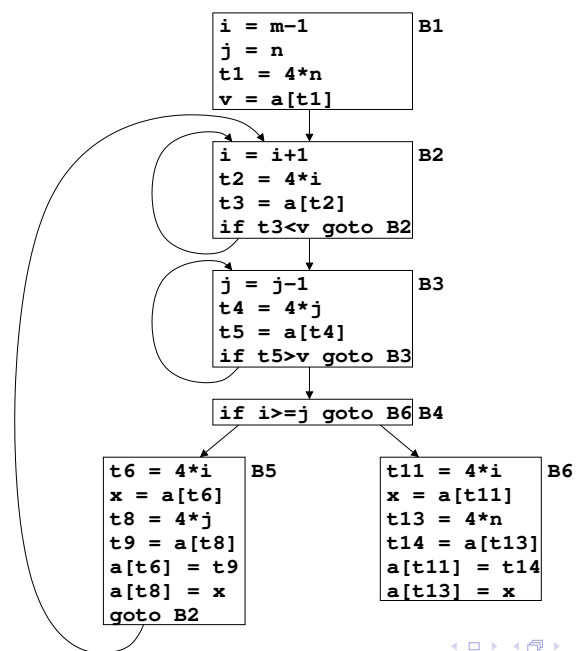 i = m−1
B1
j = n
t1 = 4*n
v = a[t1]
i = i+1
B2
t2 = 4*i
t3 = a[t2]
if t3<v goto B2
j = j−1
B3
t4 = 4*j
t5 = a[t4]
if t5>v goto B3
if i>=j goto B6
B4
t6 = 4*i
B5
x = a[t6]
t8 = 4*j
t9 = a[t8]
a[t6] = t9
a[t8] = x
goto B2
t11 = 4*i
B6
x = a[t11]
t13 = 4*n
t14 = a[t13]
a[t11] = t14
a[t13] = x